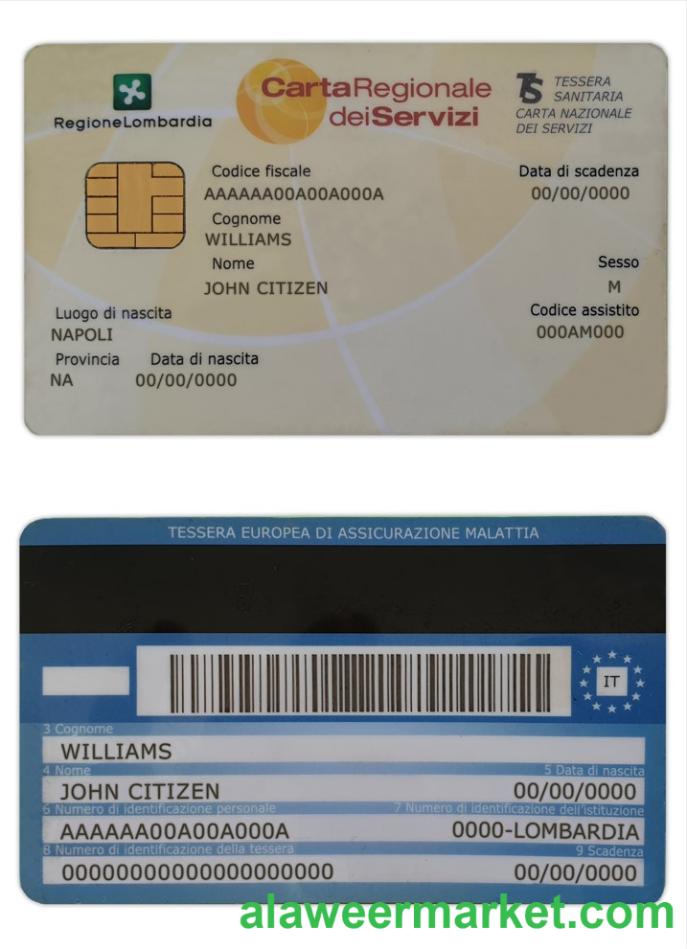 RegioneLombardia
CartaRegionale
deiServizi
TS
TESSERA
SANITARIA
CARTA NAZIONALE
DEI SERVIZI
Codice fiscale
AAAAAA00A00A000A
Data di scadenza
00/00/0000
Cognome
WILLIAMS
Nome
JOHN CITIZEN
Sesso
M
Luogo di nascita
NAPOLI
Codice assistito
000AM000
Provincia
NA
Data di nascita
00/00/0000
TESSERA EUROPEA DI ASSICURAZIONE MALATTIA
IT
3 Cognome
WILLIAMS
4 Nome
5 Data di nascita
JOHN CITIZEN
00/00/0000
6 Numero di identificazione personale
7 Numero di identificazione dell'istituzione
AAAAAA00A00A000A
0000-LOMBARDIA
8 Numero di identificazione della tessera
9 Scadenza
00000000000000000000
00/00/0000
alaweermarket.com